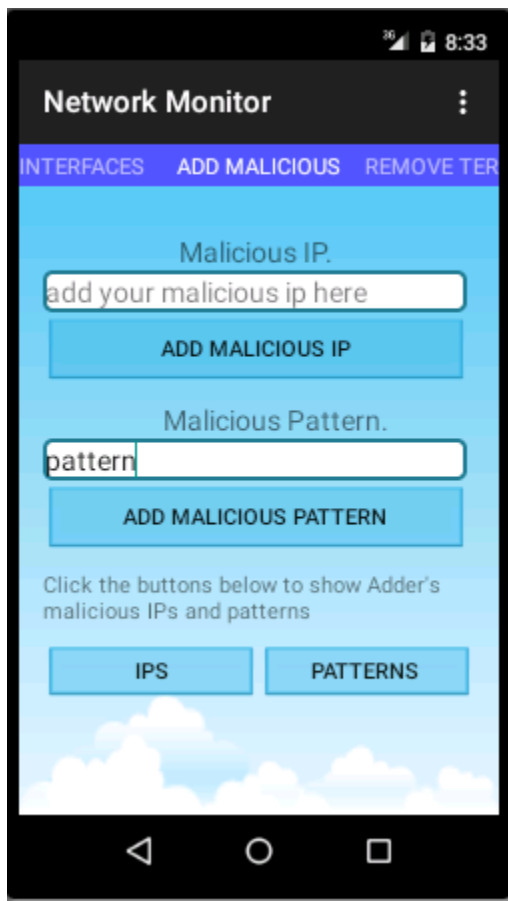 3G 8:33
Network Monitor
INTERFACES ADD MALICIOUS REMOVE TER
Malicious IP.
add your malicious ip here
ADD MALICIOUS IP
Malicious Pattern.
pattern
ADD MALICIOUS PATTERN
Click the buttons below to show Adder's
malicious IPs and patterns
IPS PATTERNS